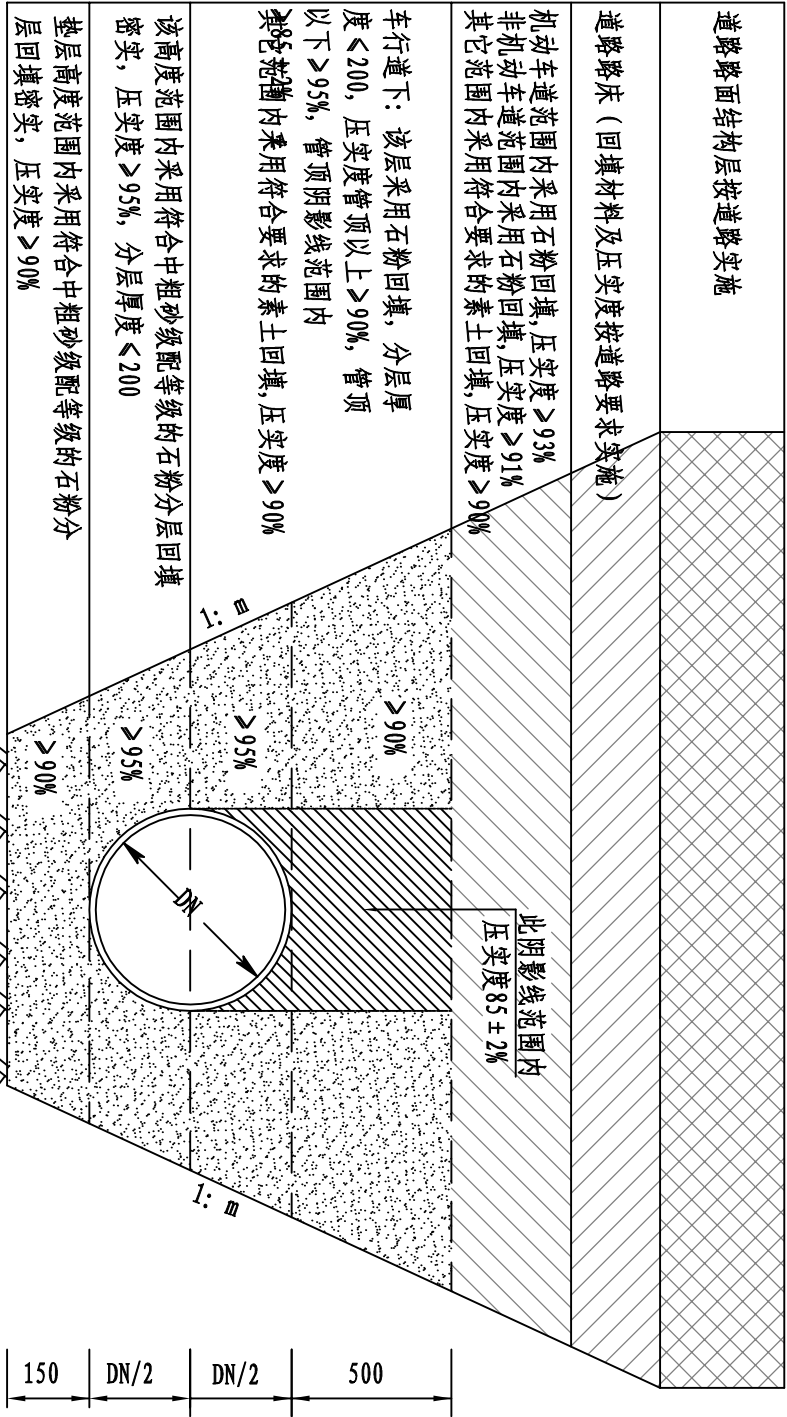 道路路面结构层按道路实施
道路路床（回填材料及压实度按道路要求实施）
机动车道范围内采用石粉回填,压实度≥93%
非机动车道范围内采用石粉回填,压实度≥91%
其它范围内采用符合要求的素土回填,压实度≥90%
车行道下：该层采用石粉回填，分层厚
度≤200，压实度管顶以上≥90%，管顶
以下≥95%，管顶阴影线范围内
≥85±2%
其它范围内采用符合要求的素土回填,压实度≥90%
该高度范围内采用符合中粗砂级配等级的石粉分层回填
密实，压实度≥95%，分层厚度≤200
垫层高度范围内采用符合中粗砂级配等级的石粉分
层回填密实，压实度≥90%
1: m
≥90%
≥95%
≥95%
≥90%
DN
此阴影线范围内
压实度85±2%
1: m
500
DN/2
DN/2
150